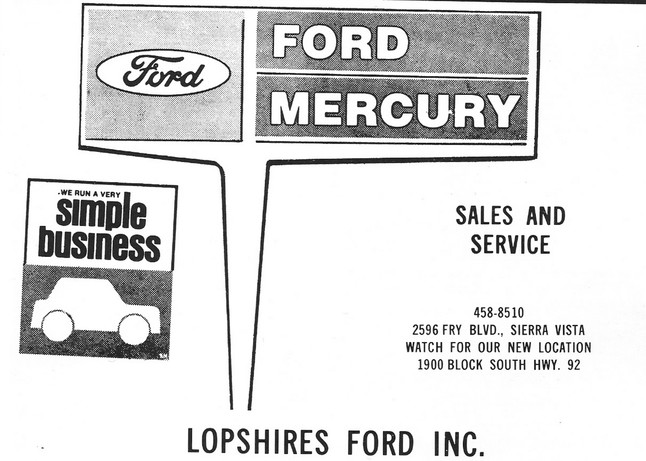 Ford
FORD
MERCURY
WE RUN A VERY
simple
business
SALES AND
SERVICE
458-8510
2596 FRY BLVD., SIERRA VISTA
WATCH FOR OUR NEW LOCATION
1900 BLOCK SOUTH HWY. 92
LOPSHIRES FORD INC.